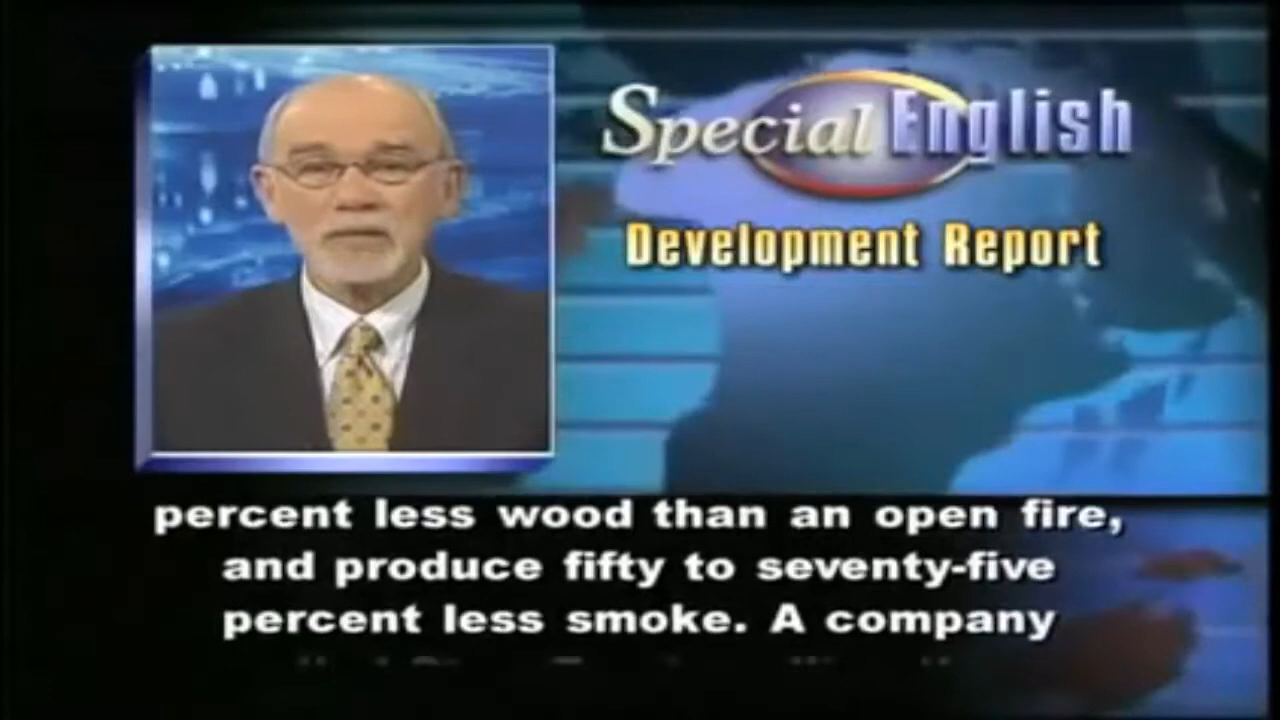 Special English
Development Report
percent less wood than an open fire,
and produce fifty to seventy-five
percent less smoke. A company